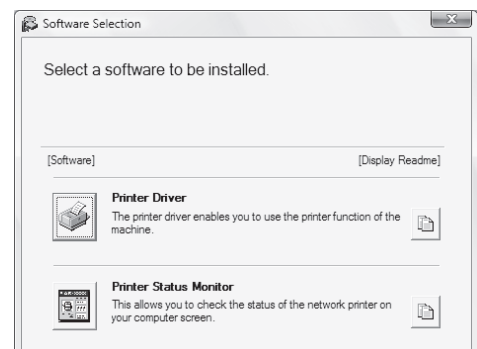 Software Selection
Select a software to be installed.
[Software] [Display Readme]
Printer Driver
The printer driver enables you to use the printer function of the
machine.
Printer Status Monitor
This allows you to check the status of the network printer on
your computer screen.